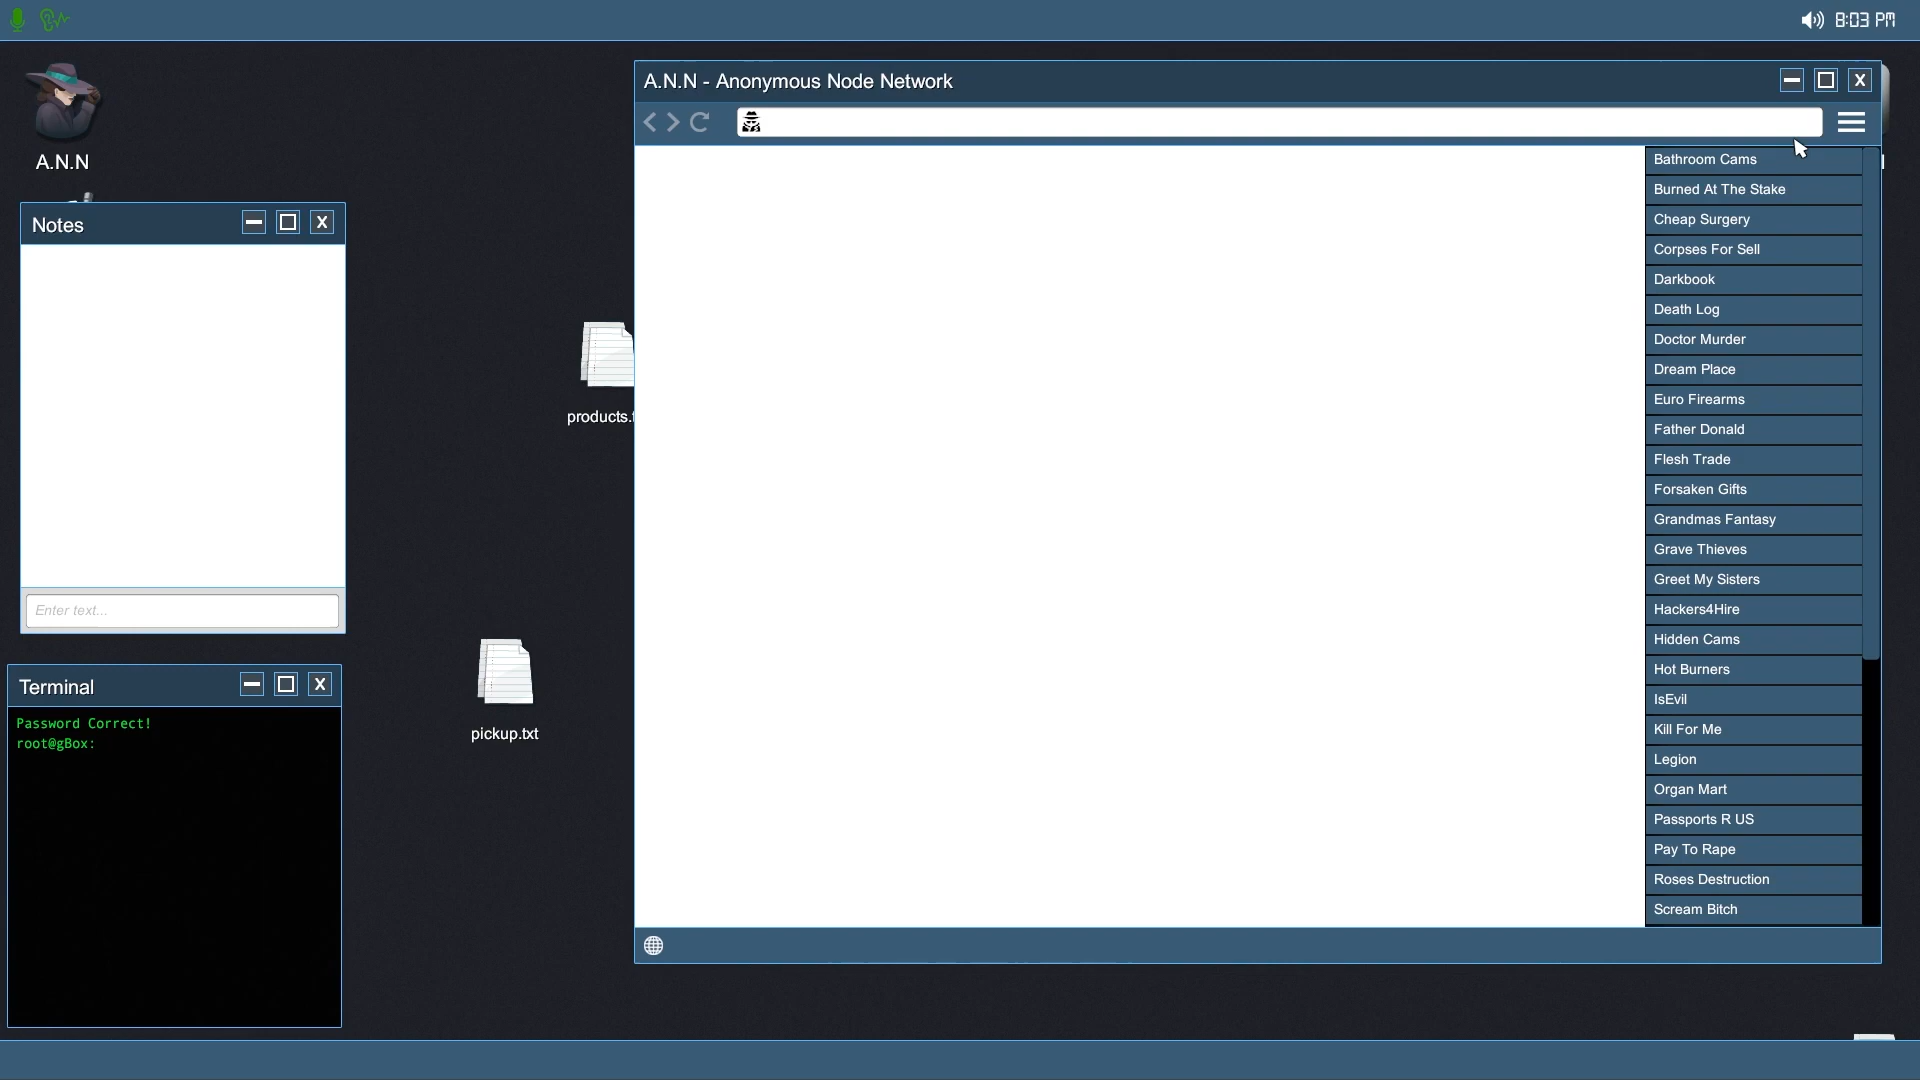 8:03 PM
A.N.N
A.N.N - Anonymous Node Network
Notes
Enter text...
Terminal
Password Correct!
root@gBox:
products.t
pickup.txt
Bathroom Cams
Burned At The Stake
Cheap Surgery
Corpses For Sell
Darkbook
Death Log
Doctor Murder
Dream Place
Euro Firearms
Father Donald
Flesh Trade
Forsaken Gifts
Grandmas Fantasy
Grave Thieves
Greet My Sisters
Hackers4Hire
Hidden Cams
Hot Burners
IsEvil
Kill For Me
Legion
Organ Mart
Passports R US
Pay To Rape
Roses Destruction
Scream Bitch